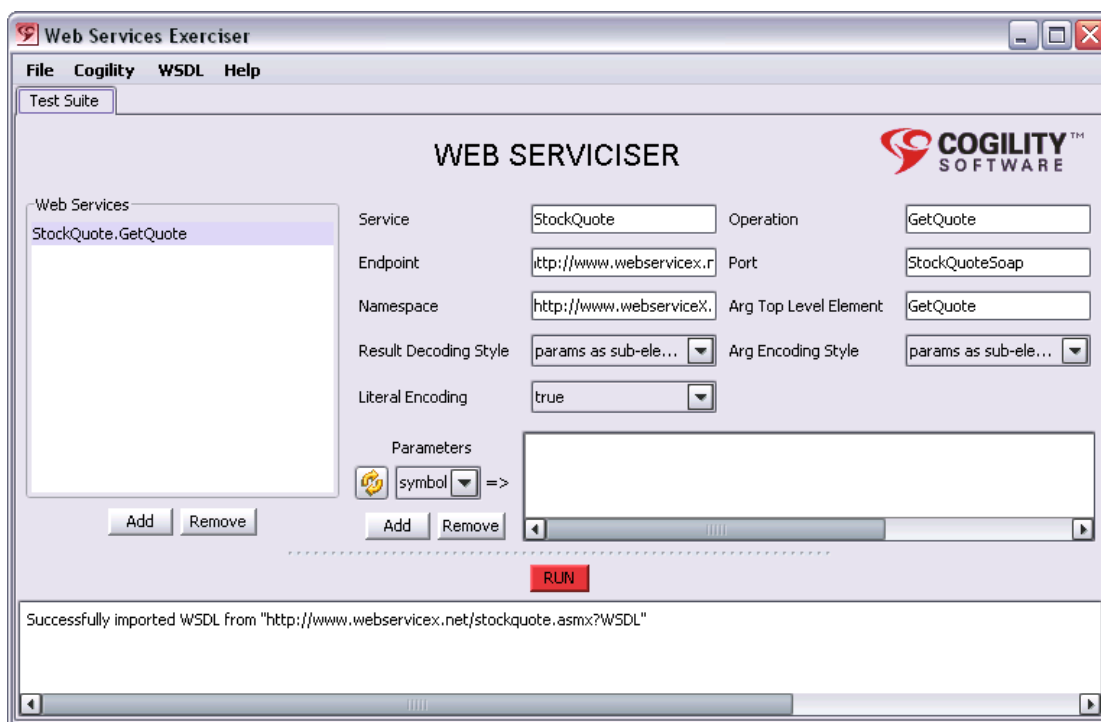 Web Services Exerciser
File Cogility WSDL Help
Test Suite
WEB SERVICISER
COGILITY™
SOFTWARE
Web Services
StockQuote.GetQuote
Add Remove
Service StockQuote Operation GetQuote
Endpoint ttp://www.webservicex.r Port StockQuoteSoap
Namespace http://www.webserviceX. Arg Top Level Element GetQuote
Result Decoding Style params as sub-ele... Arg Encoding Style params as sub-ele...
Literal Encoding true
Parameters
symbol =>
Add Remove
RUN
Successfully imported WSDL from "http://www.webservicex.net/stockquote.asmx?WSDL"